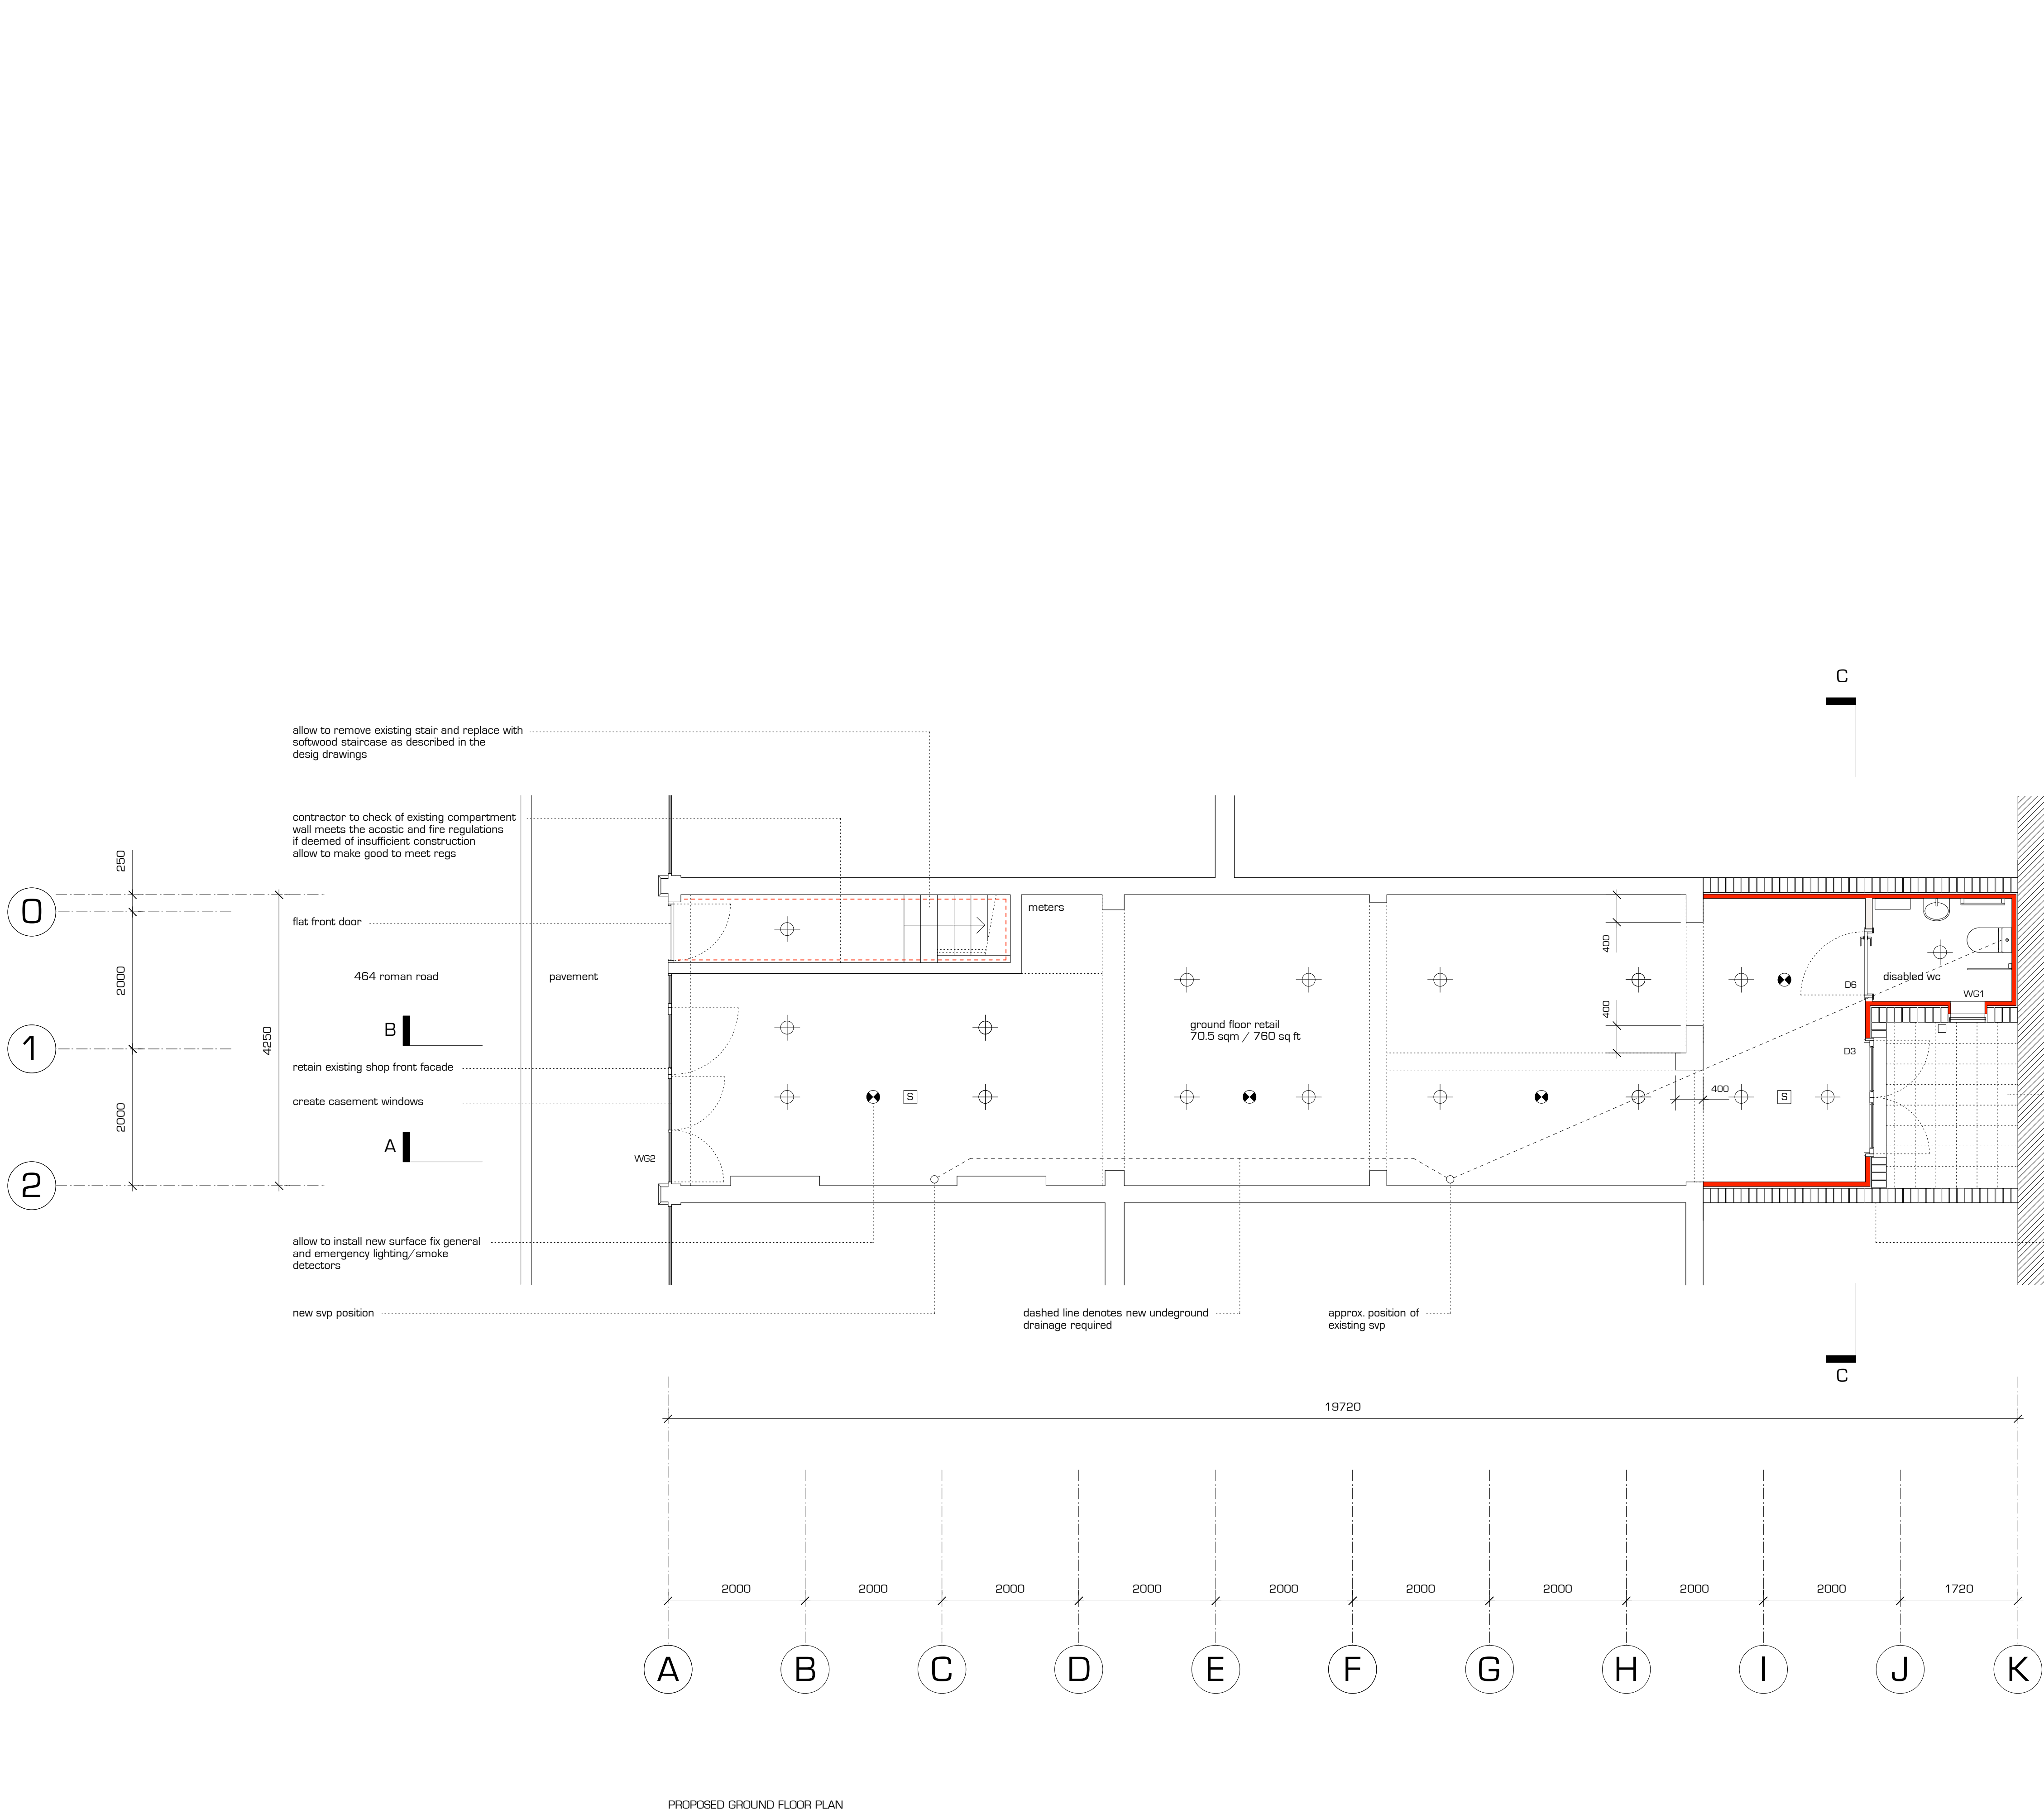 C
allow to remove existing stair and replace with
softwood staircase as described in the
desig drawings
contractor to check of existing compartment
wall meets the acostic and fire regulations
if deemed of insufficient construction
allow to make good to meet regs
250
0
flat front door
meters
400
2000
464 roman road
pavement
disabled wc
D6
WG1
400
ground floor retail
70.5 sqm / 760 sq ft
B
4250
1
D3
retain existing shop front facade
400
S
S
create casement windows
2000
A
WG2
2
allow to install new surface fix general
and emergency lighting/smoke
detectors
new svp position
dashed line denotes new undeground
drainage required
approx. position of
existing svp
C
19720
2000
2000
2000
2000
2000
2000
2000
2000
2000
1720
A
B
C
D
E
F
G
H
I
J
K
PROPOSED GROUND FLOOR PLAN